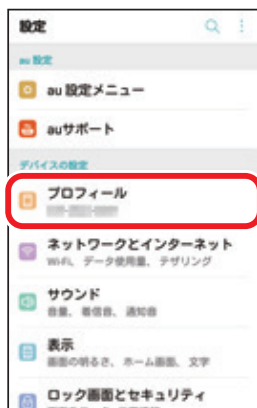 設定
au 設定
au 設定メニュー
auサポート
デバイスの設定
プロフィール
ネットワークとインターネット
Wi-Fi、データ使用量、テザリング
サウンド
音量、着信音、通知音
表示
画面の明るさ、ホーム画面、文字
ロック画面とセキュリティ